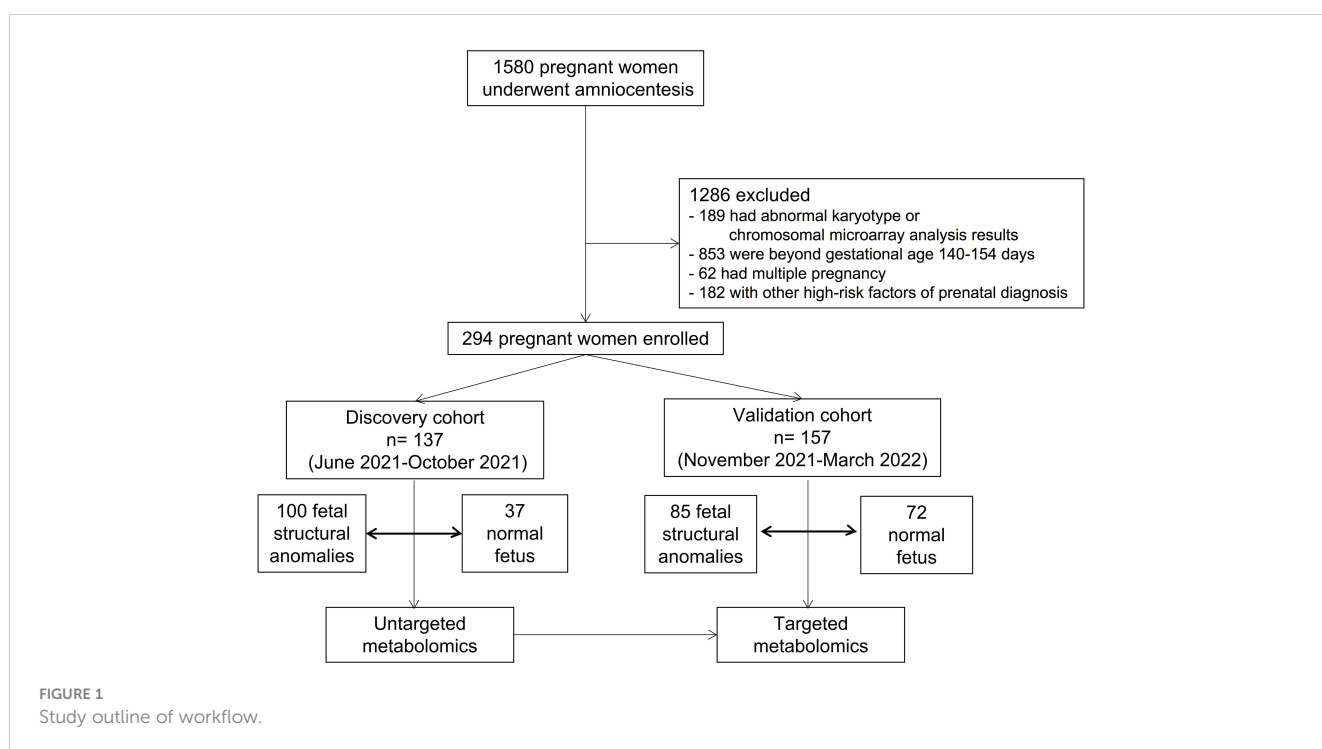 1580 pregnant women
underwent amniocentesis
1286 excluded
- 189 had abnormal karyotype or
chromosomal microarray analysis results
- 853 were beyond gestational age 140-154 days
- 62 had multiple pregnancy
- 182 with other high-risk factors of prenatal diagnosis
294 pregnant women enrolled
Discovery cohort
n= 137
(June 2021-October 2021)
Validation cohort
n= 157
(November 2021-March 2022)
100 fetal
structural
anomalies
37
normal
fetus
85 fetal
structural
anomalies
72
normal
fetus
Untargeted
metabolomics
Targeted
metabolomics
FIGURE 1
Study outline of workflow.